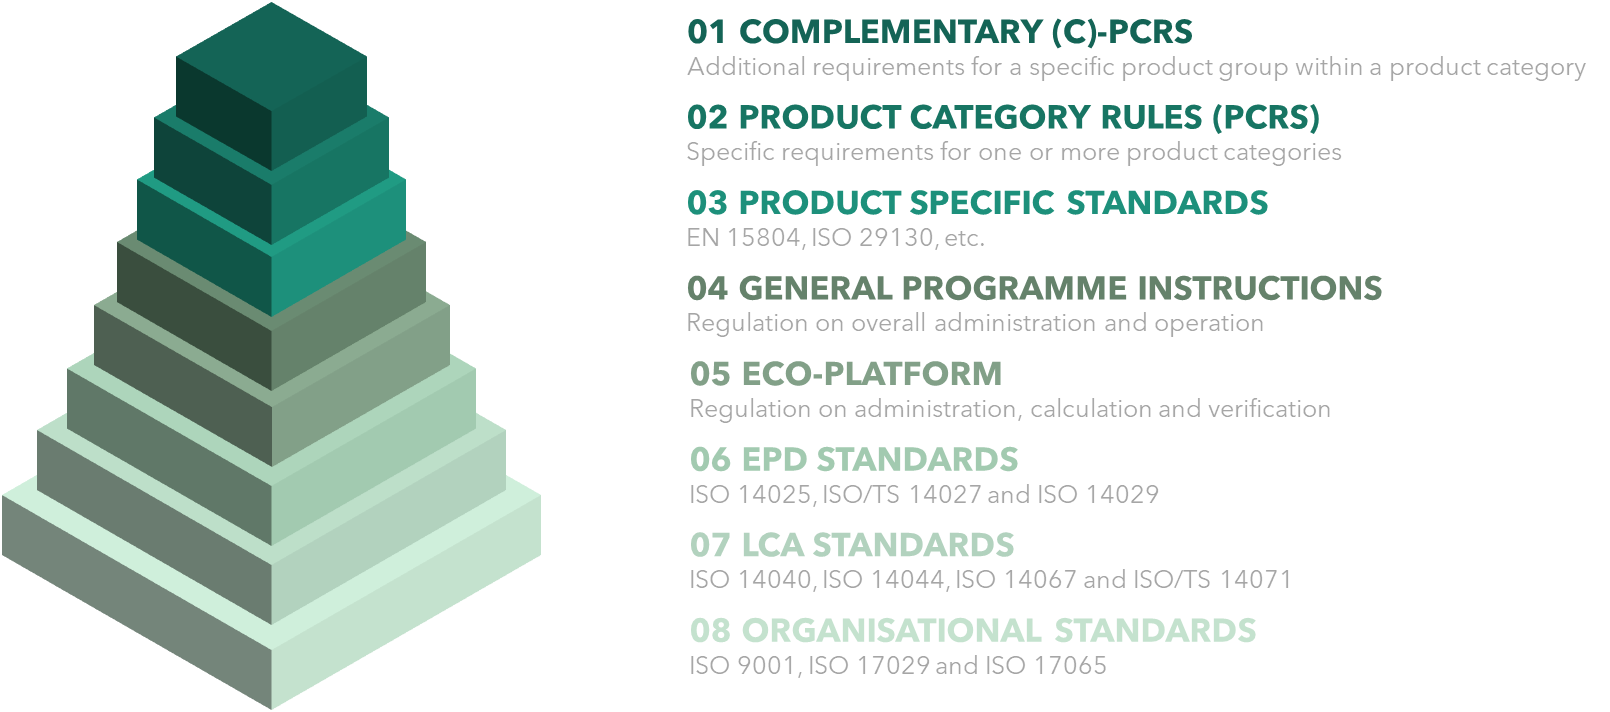 01 COMPLEMENTARY (C)-PCRS
Additional requirements for a specific product group within a product category
02 PRODUCT CATEGORY RULES (PCRS)
Specific requirements for one or more product categories
03 PRODUCT SPECIFIC STANDARDS
EN 15804, ISO 29130, etc.
04 GENERAL PROGRAMME INSTRUCTIONS
Regulation on overall administration and operation
05 ECO-PLATFORM
Regulation on administration, calculation and verification
06 EPD STANDARDS
ISO 14025, ISO/TS 14027 and ISO 14029
07 LCA STANDARDS
ISO 14040, ISO 14044, ISO 14067 and ISO/TS 14071
08 ORGANISATIONAL STANDARDS
ISO 9001, ISO 17029 and ISO 17065